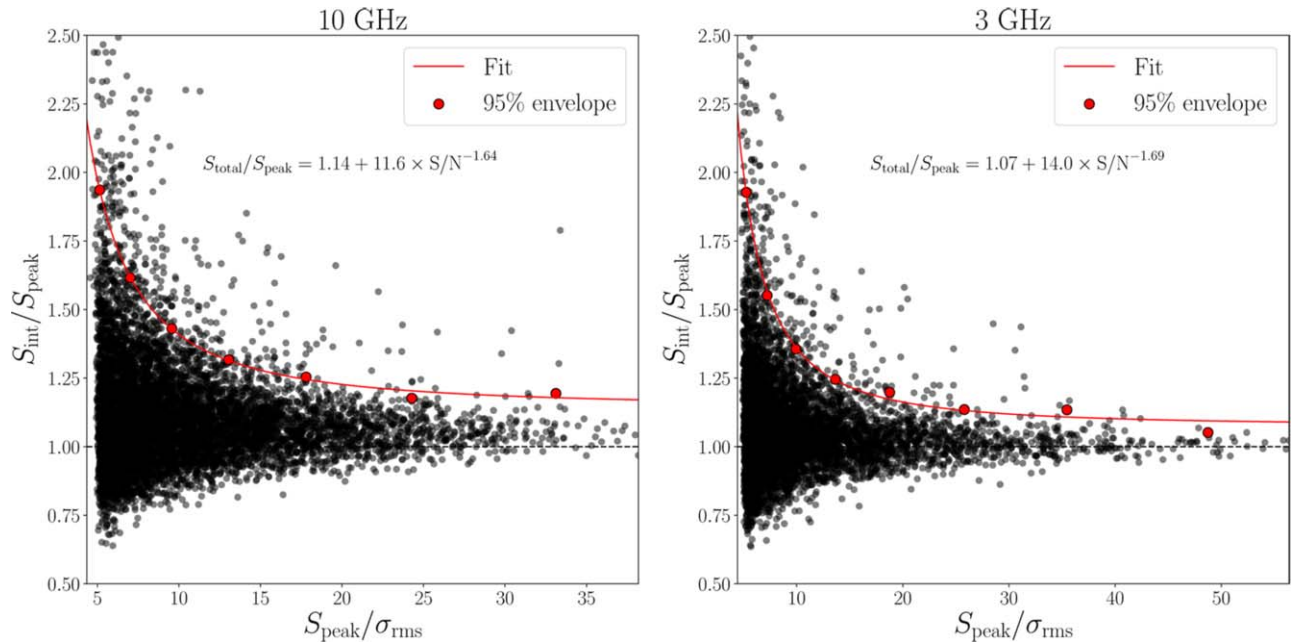 10 GHz
2.50
2.25
2.00
1.75
1.50
1.25
1.00
0.75
0.50
S_int/S_peak
Fit
95% envelope
S_total/S_peak = 1.14 + 11.6 × S/N^−1.64
5 10 15 20 25 30 35
S_peak/σ_rms
3 GHz
2.50
2.25
2.00
1.75
1.50
1.25
1.00
0.75
0.50
S_int/S_peak
Fit
95% envelope
S_total/S_peak = 1.07 + 14.0 × S/N^−1.69
10 20 30 40 50
S_peak/σ_rms